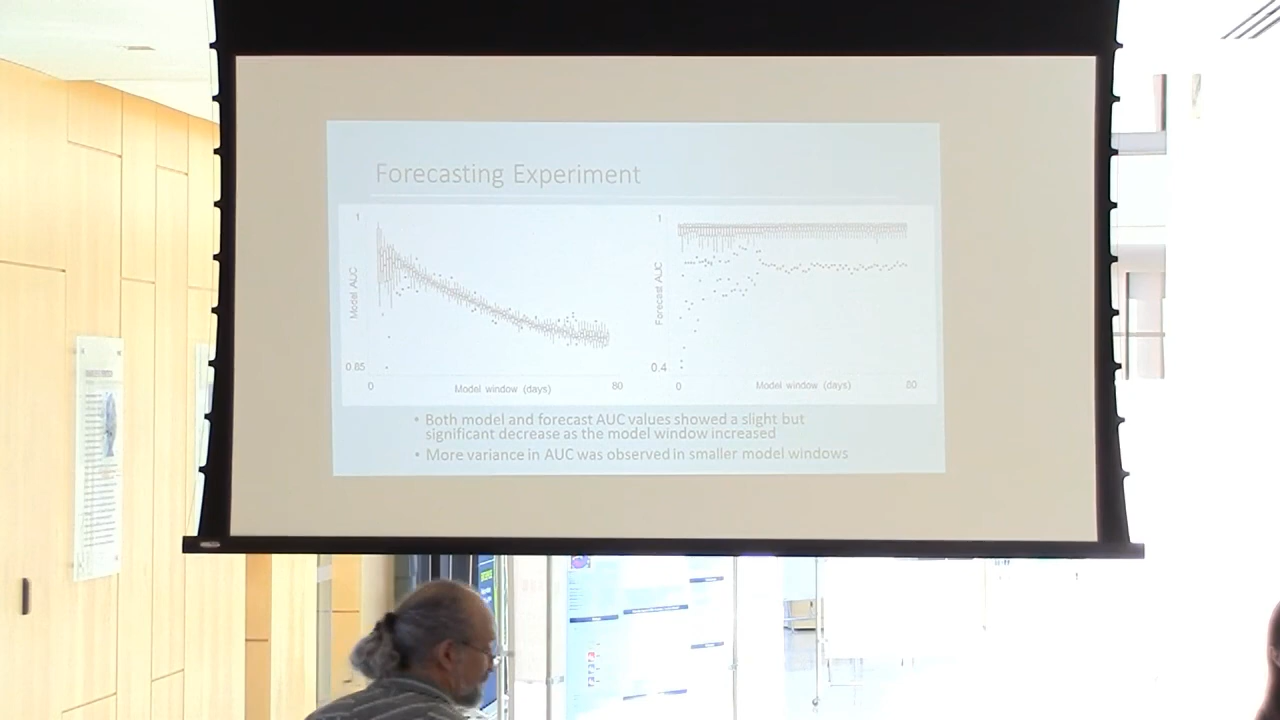 Forecasting Experiment
1
Model AUC
0.85
0
Model window (days)
80
1
Forecast AUC
0.4
0
Model window (days)
80
• Both model and forecast AUC values showed a slight but
significant decrease as the model window increased
• More variance in AUC was observed in smaller model windows